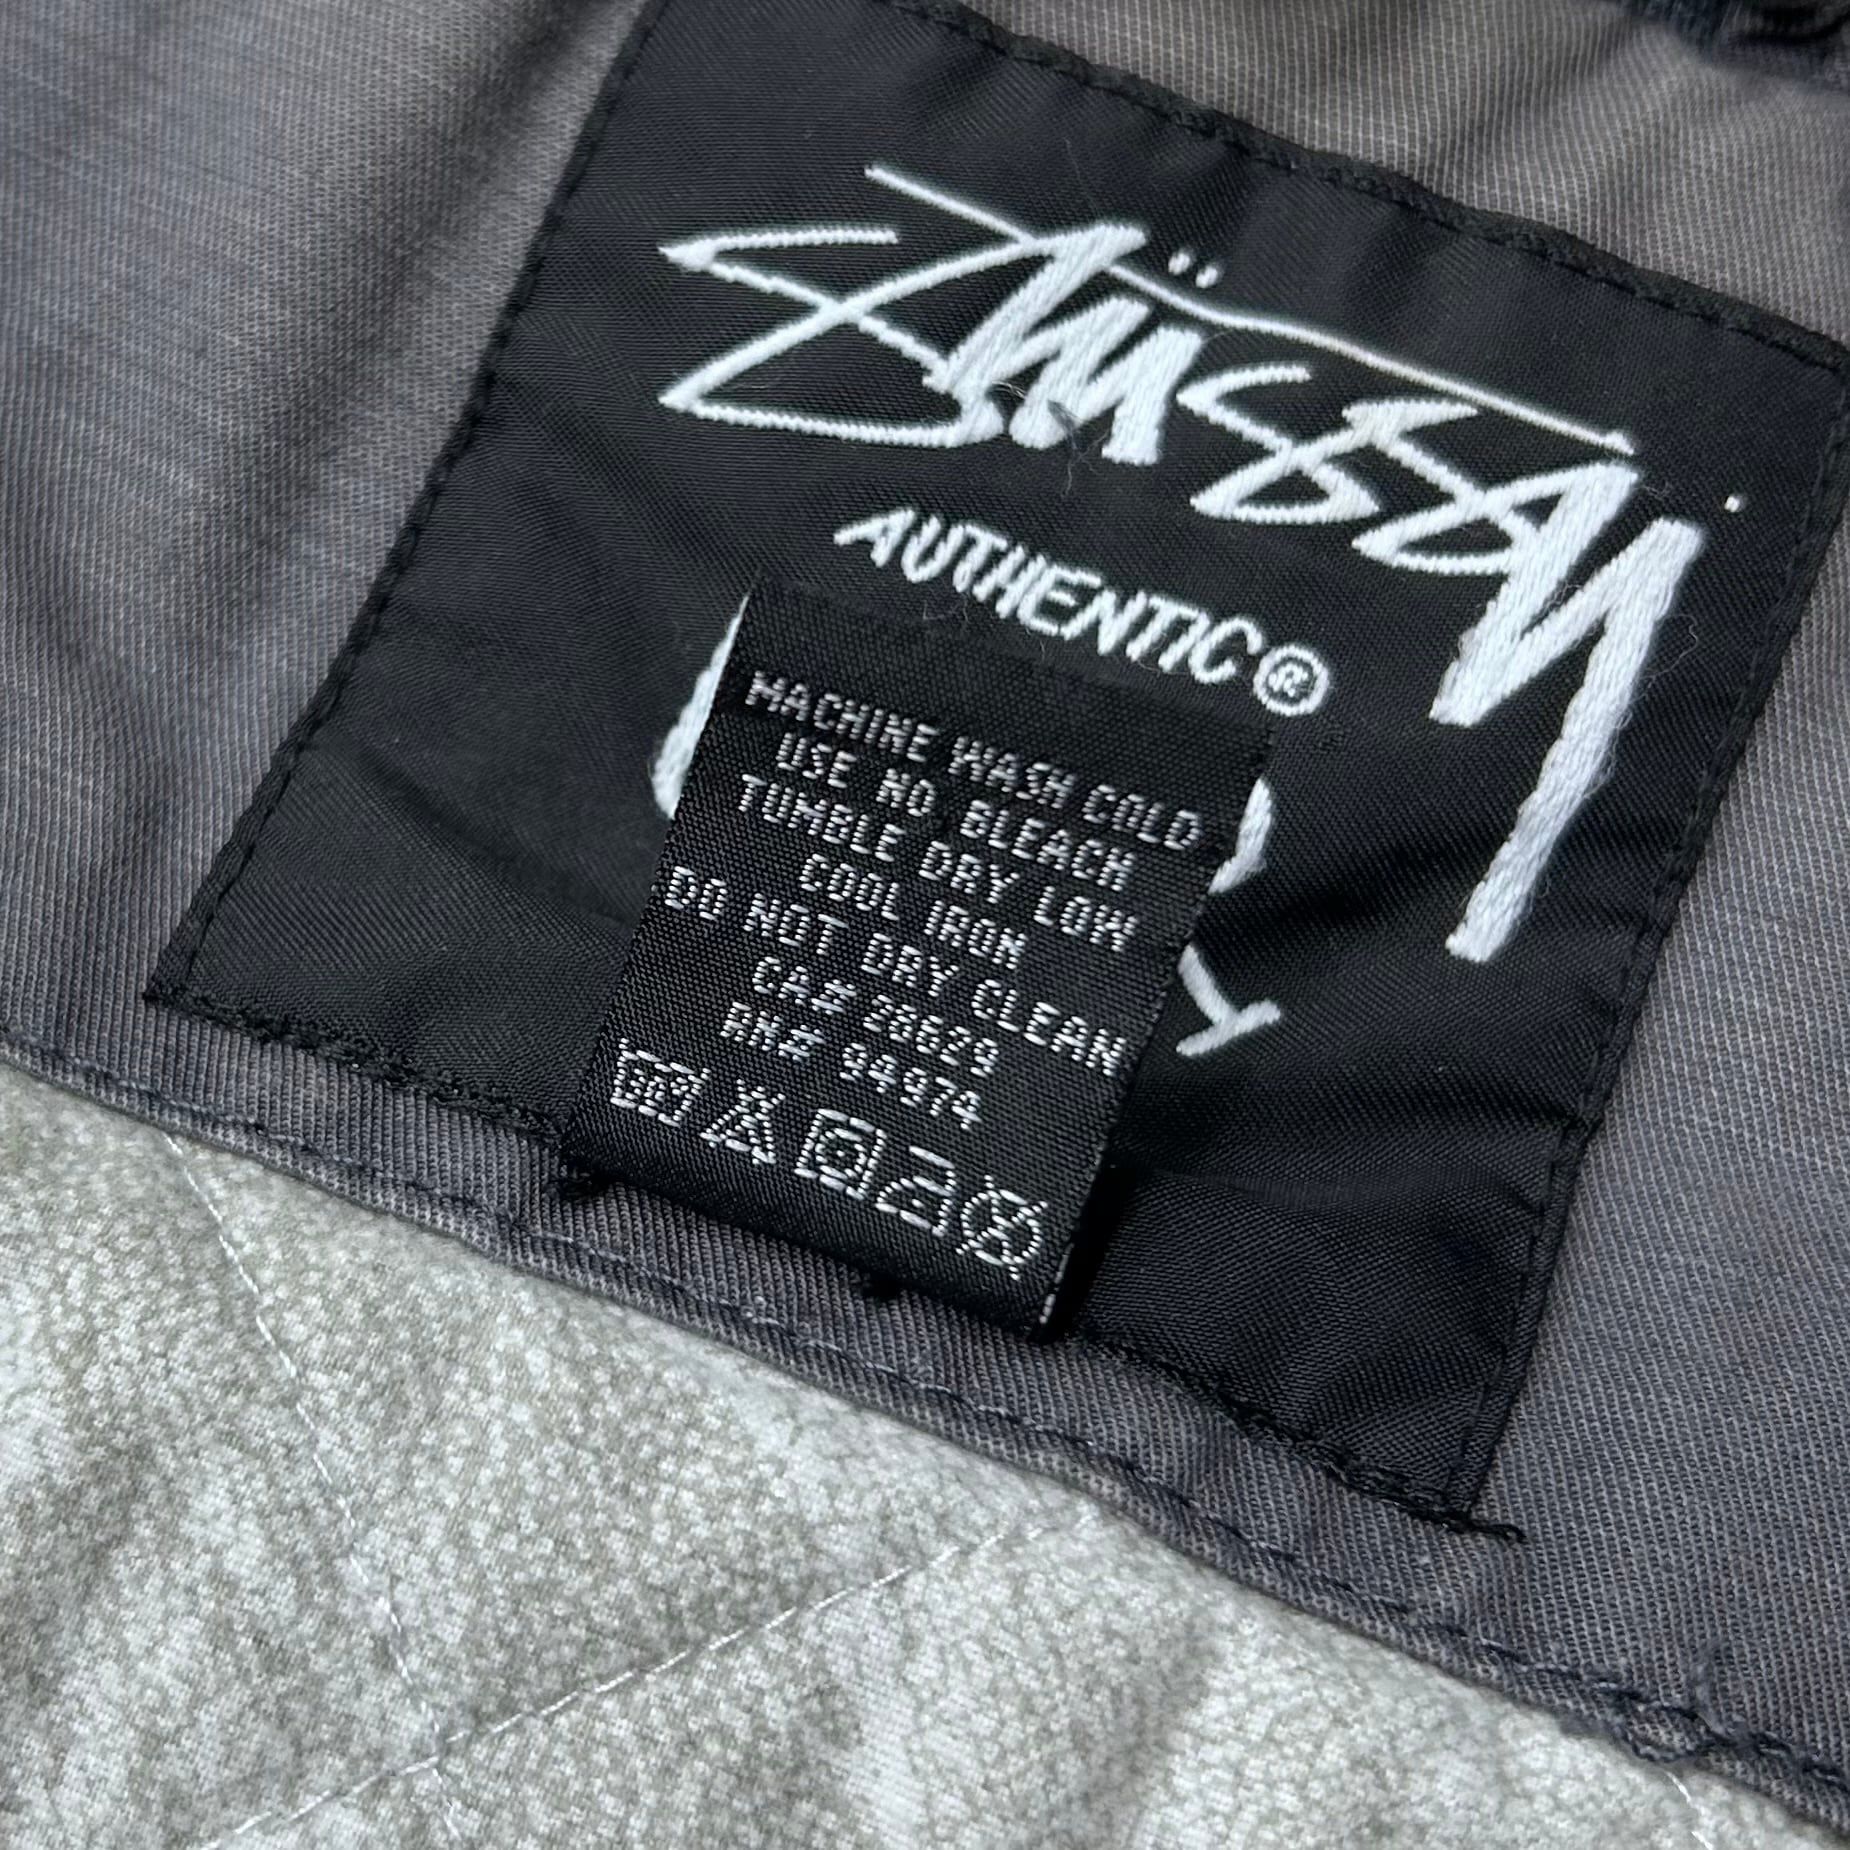 Stüssy.
AUTHENTIC®
MACHINE WASH COLD
USE NO BLEACH
TUMBLE DRY LOW
COOL IRON
DO NOT DRY CLEAN
CA# 28629
RN# 94974